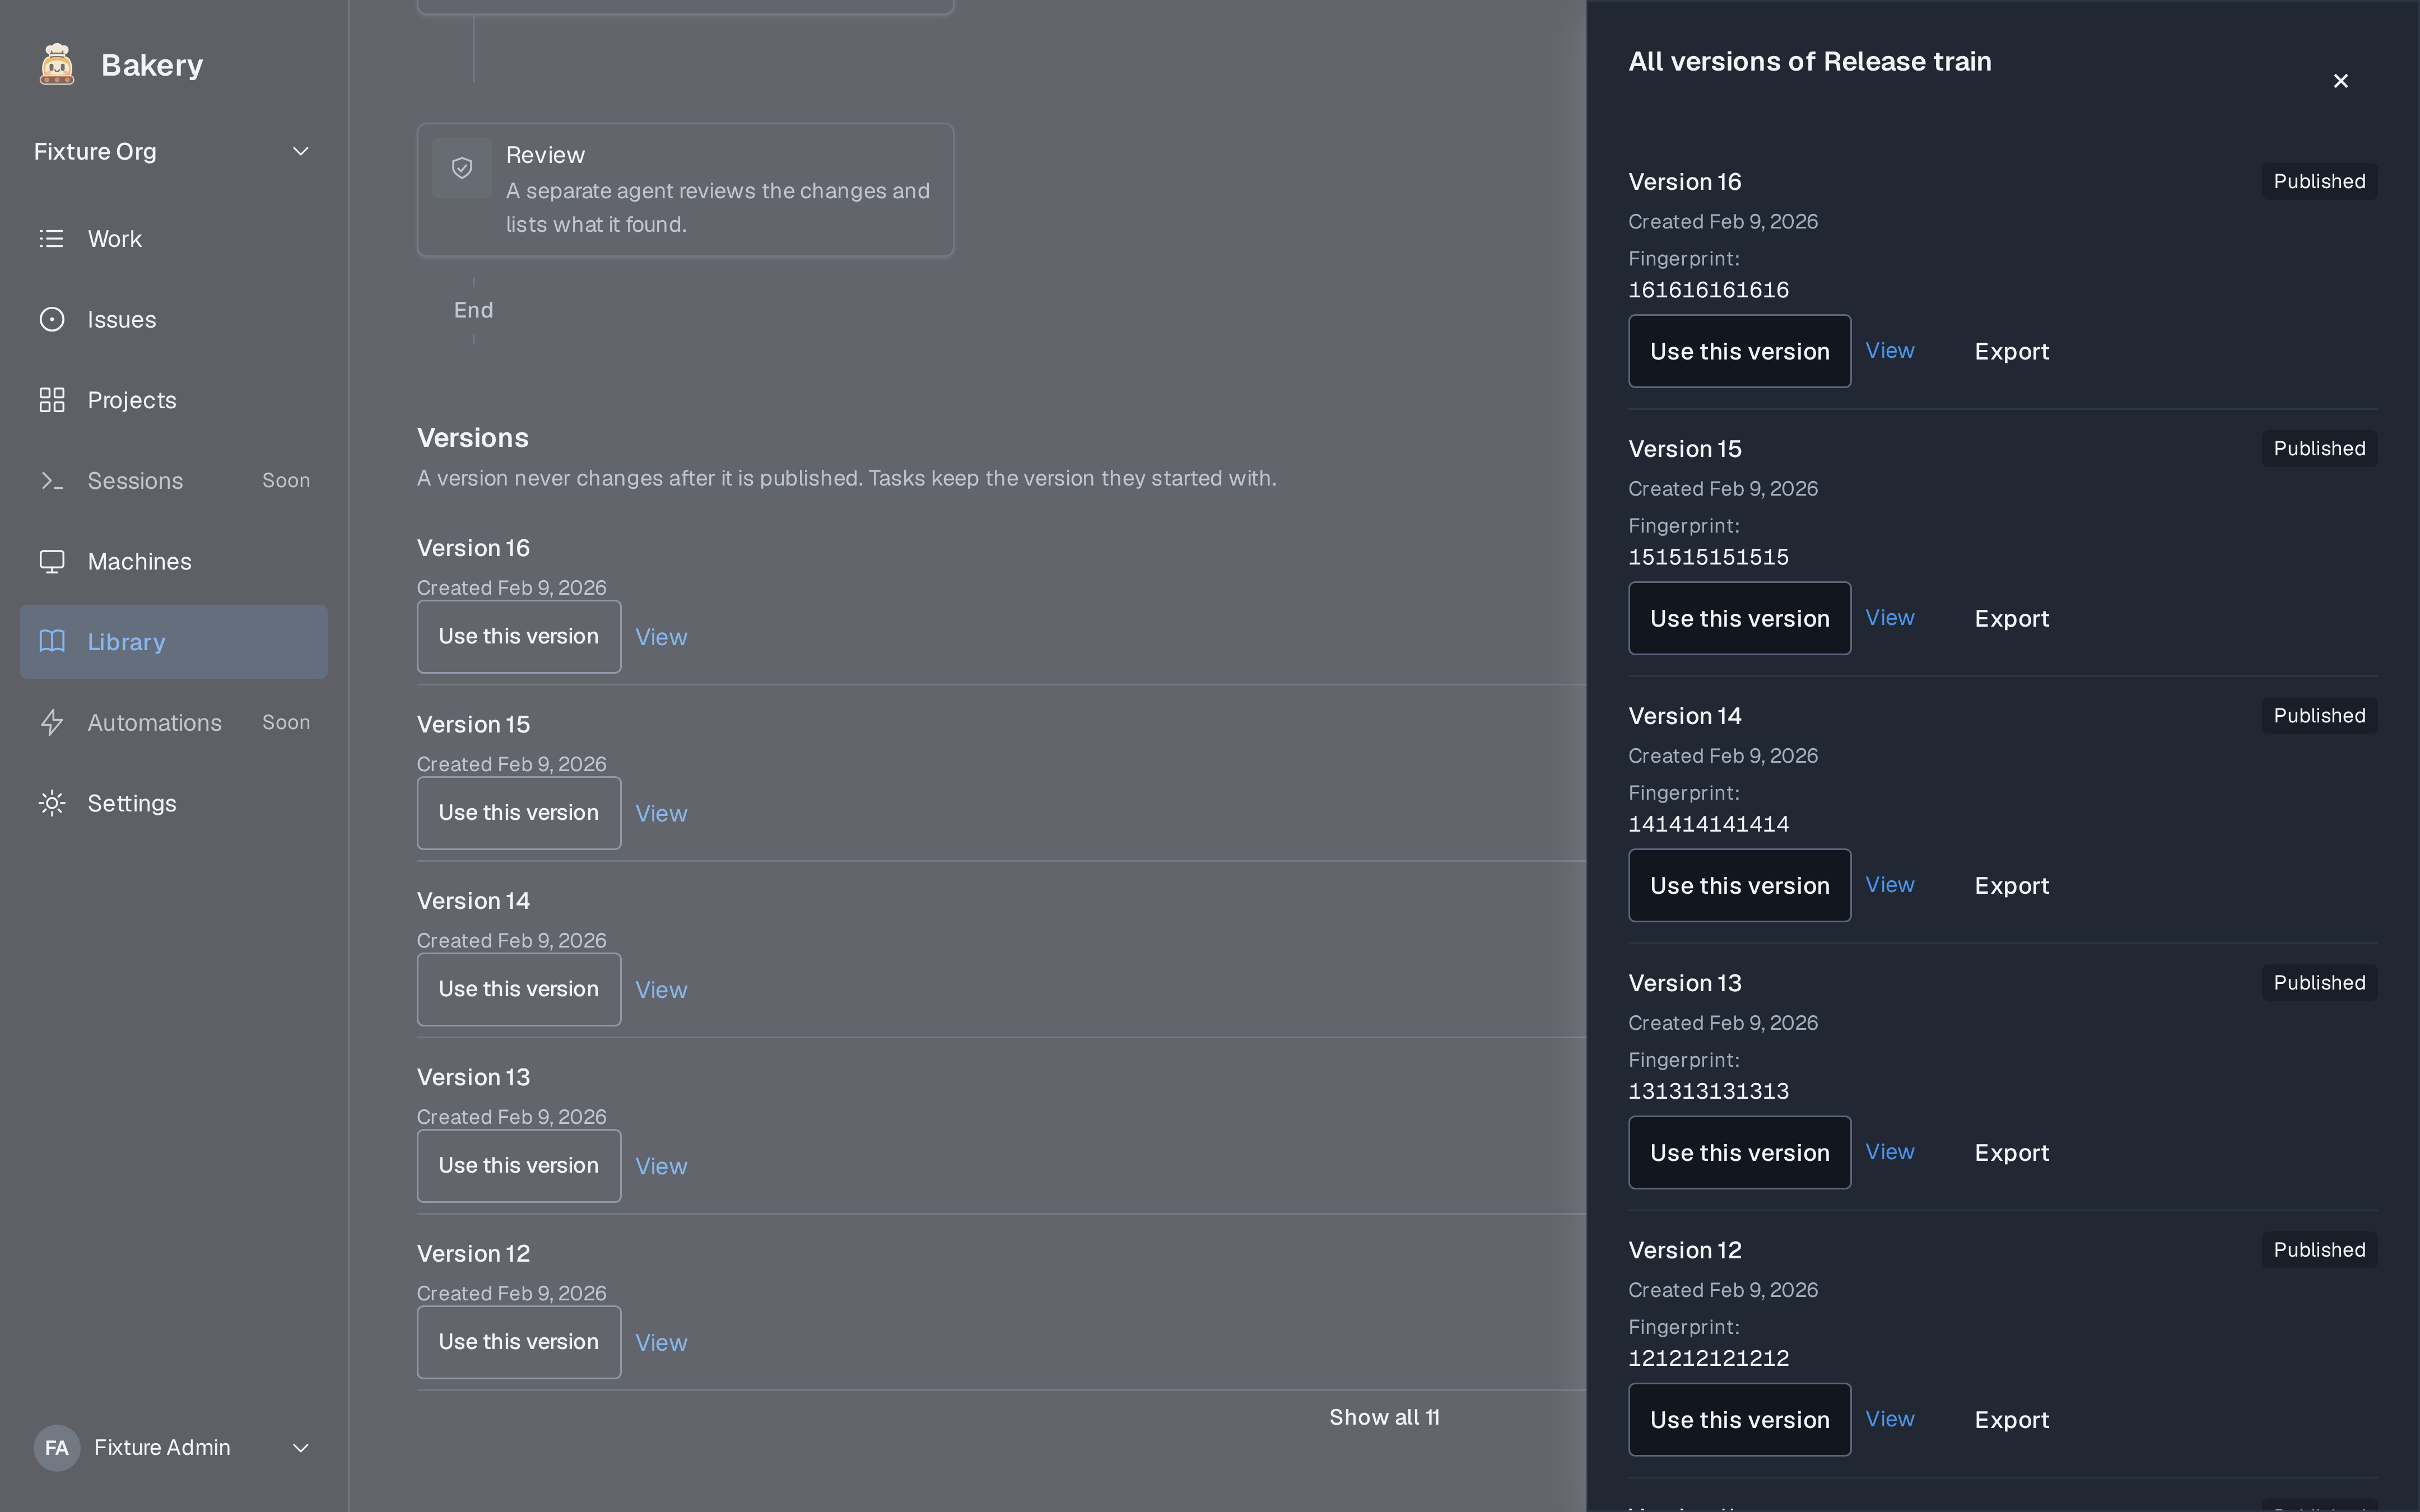 Bakery
Fixture Org
Work
Issues
Projects
Sessions Soon
Machines
Library
Automations Soon
Settings
FA Fixture Admin
Review
A separate agent reviews the changes and
lists what it found.
End
Versions
A version never changes after it is published. Tasks keep the version they started with.
Version 16
Created Feb 9, 2026
Use this version View
Version 15
Created Feb 9, 2026
Use this version View
Version 14
Created Feb 9, 2026
Use this version View
Version 13
Created Feb 9, 2026
Use this version View
Version 12
Created Feb 9, 2026
Use this version View
Show all 11
All versions of Release train
Version 16 Published
Created Feb 9, 2026
Fingerprint:
161616161616
Use this version View Export
Version 15 Published
Created Feb 9, 2026
Fingerprint:
151515151515
Use this version View Export
Version 14 Published
Created Feb 9, 2026
Fingerprint:
141414141414
Use this version View Export
Version 13 Published
Created Feb 9, 2026
Fingerprint:
131313131313
Use this version View Export
Version 12 Published
Created Feb 9, 2026
Fingerprint:
121212121212
Use this version View Export